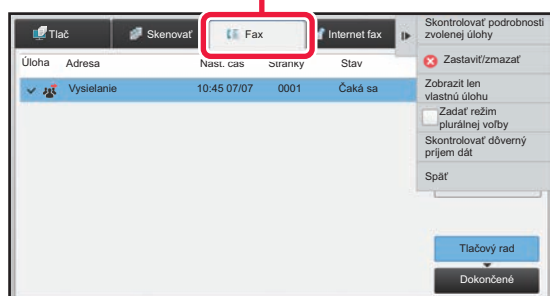 Tlač
Skenovať
Fax
Internet fax
Úloha
Adresa
Nast. čas
Stránky
Stav
Vysielanie
10:45 07/07
0001
Čaká sa
Skontrolovať podrobnosti
zvolenej úlohy
Zastaviť/zmazať
Zobraziť len
vlastnú úlohu
Zadať režim
plurálnej voľby
Skontrolovať dôverný
príjem dát
Späť
Tlačový rad
Dokončené